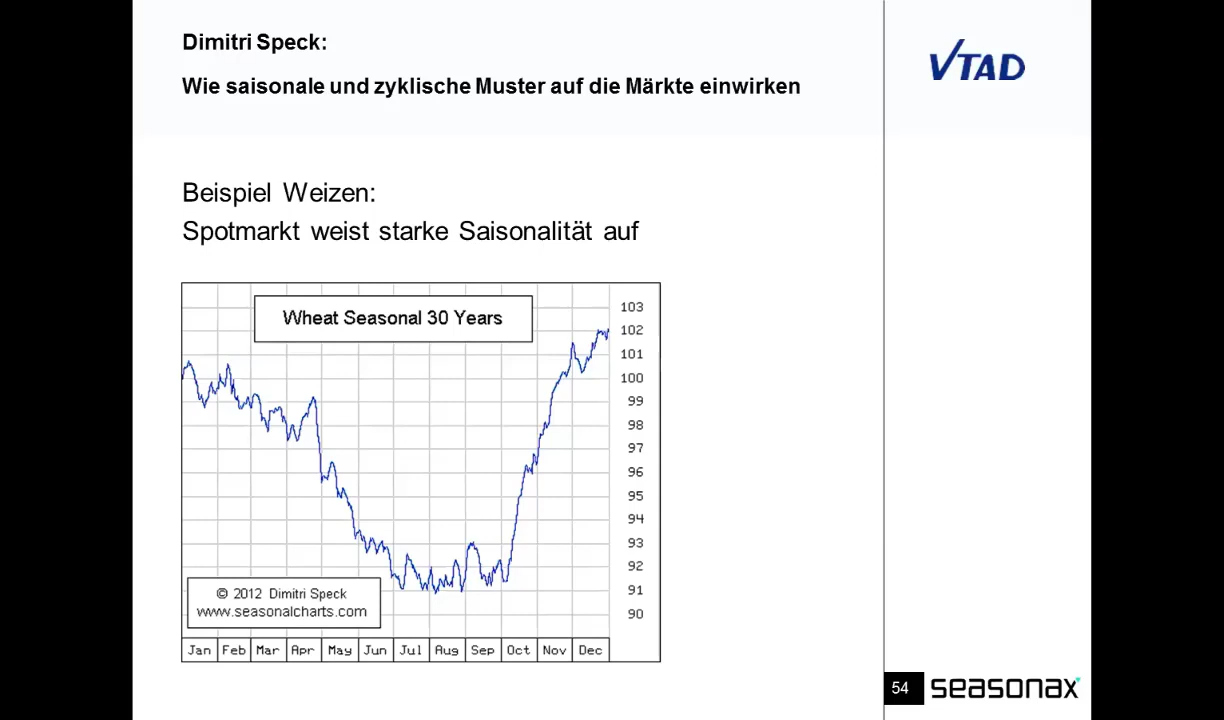 Dimitri Speck:
Wie saisonale und zyklische Muster auf die Märkte einwirken
VTAD
Beispiel Weizen:
Spotmarkt weist starke Saisonalität auf
Wheat Seasonal 30 Years
103
102
101
100
99
98
97
96
95
94
93
92
91
90
© 2012 Dimitri Speck
www.seasonalcharts.com
Jan Feb Mar Apr May Jun Jul Aug Sep Oct Nov Dec
54 seasonax